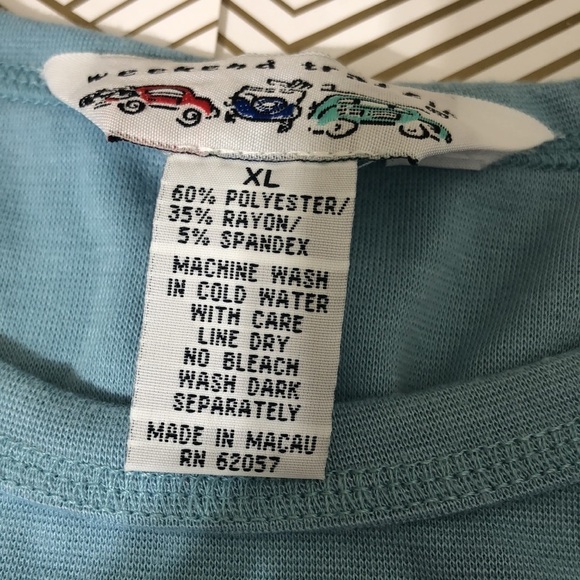 weekend traffic
XL
60% POLYESTER/
35% RAYON/
5% SPANDEX
MACHINE WASH
IN COLD WATER
WITH CARE
LINE DRY
NO BLEACH
WASH DARK
SEPARATELY
MADE IN MACAU
RN 62057